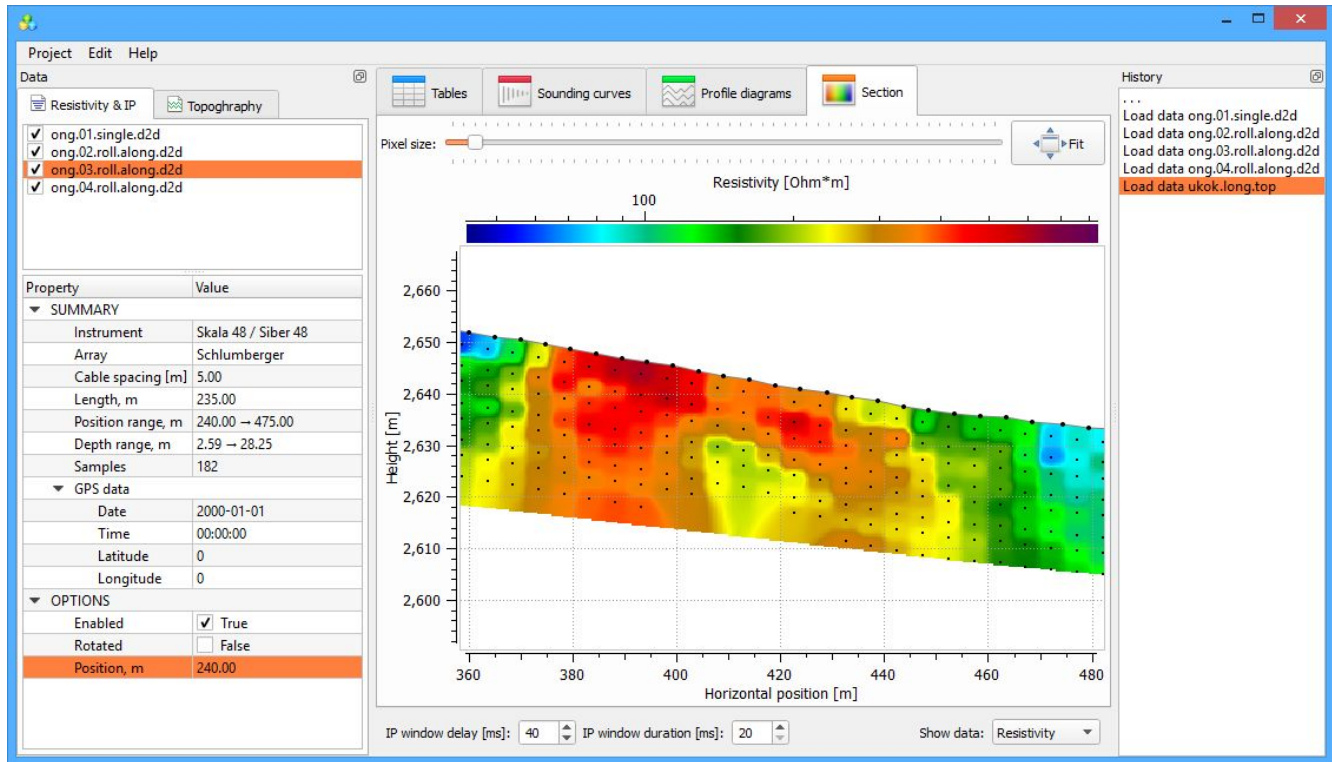 Project Edit Help
Data
Resistivity & IP Topoghraphy
ong.01.single.d2d
ong.02.roll.along.d2d
ong.03.roll.along.d2d
ong.04.roll.along.d2d
Property Value
SUMMARY
Instrument Skala 48 / Siber 48
Array Schlumberger
Cable spacing [m] 5.00
Length, m 235.00
Position range, m 240.00 → 475.00
Depth range, m 2.59 → 28.25
Samples 182
GPS data
Date 2000-01-01
Time 00:00:00
Latitude 0
Longitude 0
OPTIONS
Enabled True
Rotated False
Position, m 240.00
Tables Sounding curves Profile diagrams Section
Pixel size: Fit
Resistivity [Ohm*m]
100
Height [m]
2,660
2,650
2,640
2,630
2,620
2,610
2,600
360 380 400 420 440 460 480
Horizontal position [m]
IP window delay [ms]: 40 IP window duration [ms]: 20 Show data: Resistivity
History
...
Load data ong.01.single.d2d
Load data ong.02.roll.along.d2d
Load data ong.03.roll.along.d2d
Load data ong.04.roll.along.d2d
Load data ukok.long.top